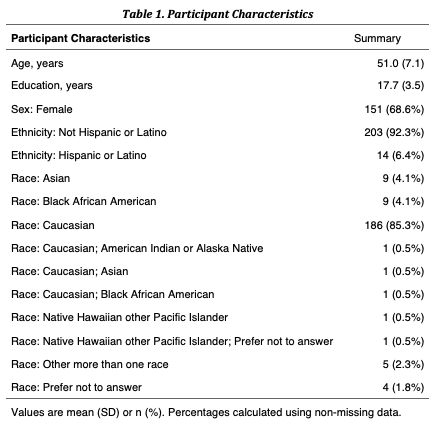 Table 1. Participant Characteristics
Participant Characteristics Summary
Age, years 51.0 (7.1)
Education, years 17.7 (3.5)
Sex: Female 151 (68.6%)
Ethnicity: Not Hispanic or Latino 203 (92.3%)
Ethnicity: Hispanic or Latino 14 (6.4%)
Race: Asian 9 (4.1%)
Race: Black African American 9 (4.1%)
Race: Caucasian 186 (85.3%)
Race: Caucasian; American Indian or Alaska Native 1 (0.5%)
Race: Caucasian; Asian 1 (0.5%)
Race: Caucasian; Black African American 1 (0.5%)
Race: Native Hawaiian other Pacific Islander 1 (0.5%)
Race: Native Hawaiian other Pacific Islander; Prefer not to answer 1 (0.5%)
Race: Other more than one race 5 (2.3%)
Race: Prefer not to answer 4 (1.8%)
Values are mean (SD) or n (%). Percentages calculated using non-missing data.